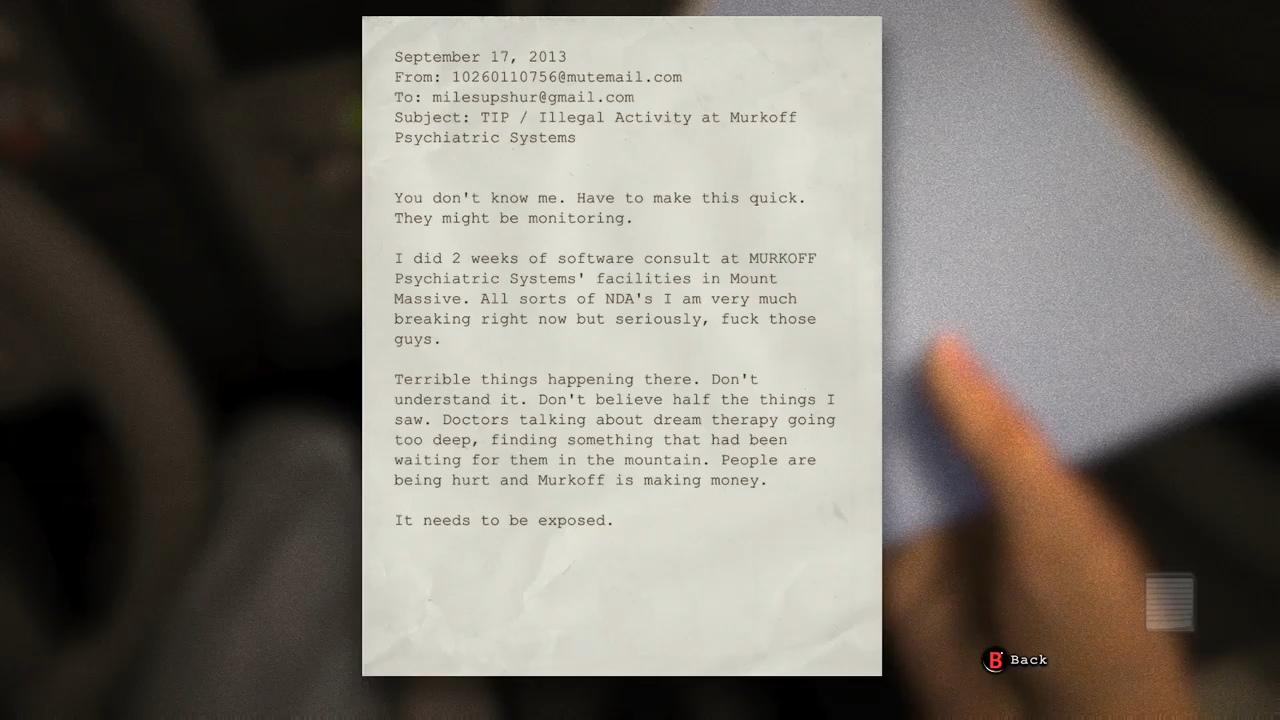 September 17, 2013
From: 10260110756@mutemail.com
To: milesupshur@gmail.com
Subject: TIP / Illegal Activity at Murkoff
Psychiatric Systems
You don't know me. Have to make this quick.
They might be monitoring.
I did 2 weeks of software consult at MURKOFF
Psychiatric Systems' facilities in Mount
Massive. All sorts of NDA's I am very much
breaking right now but seriously, fuck those
guys.
Terrible things happening there. Don't
understand it. Don't believe half the things I
saw. Doctors talking about dream therapy going
too deep, finding something that had been
waiting for them in the mountain. People are
being hurt and Murkoff is making money.
It needs to be exposed.
B Back